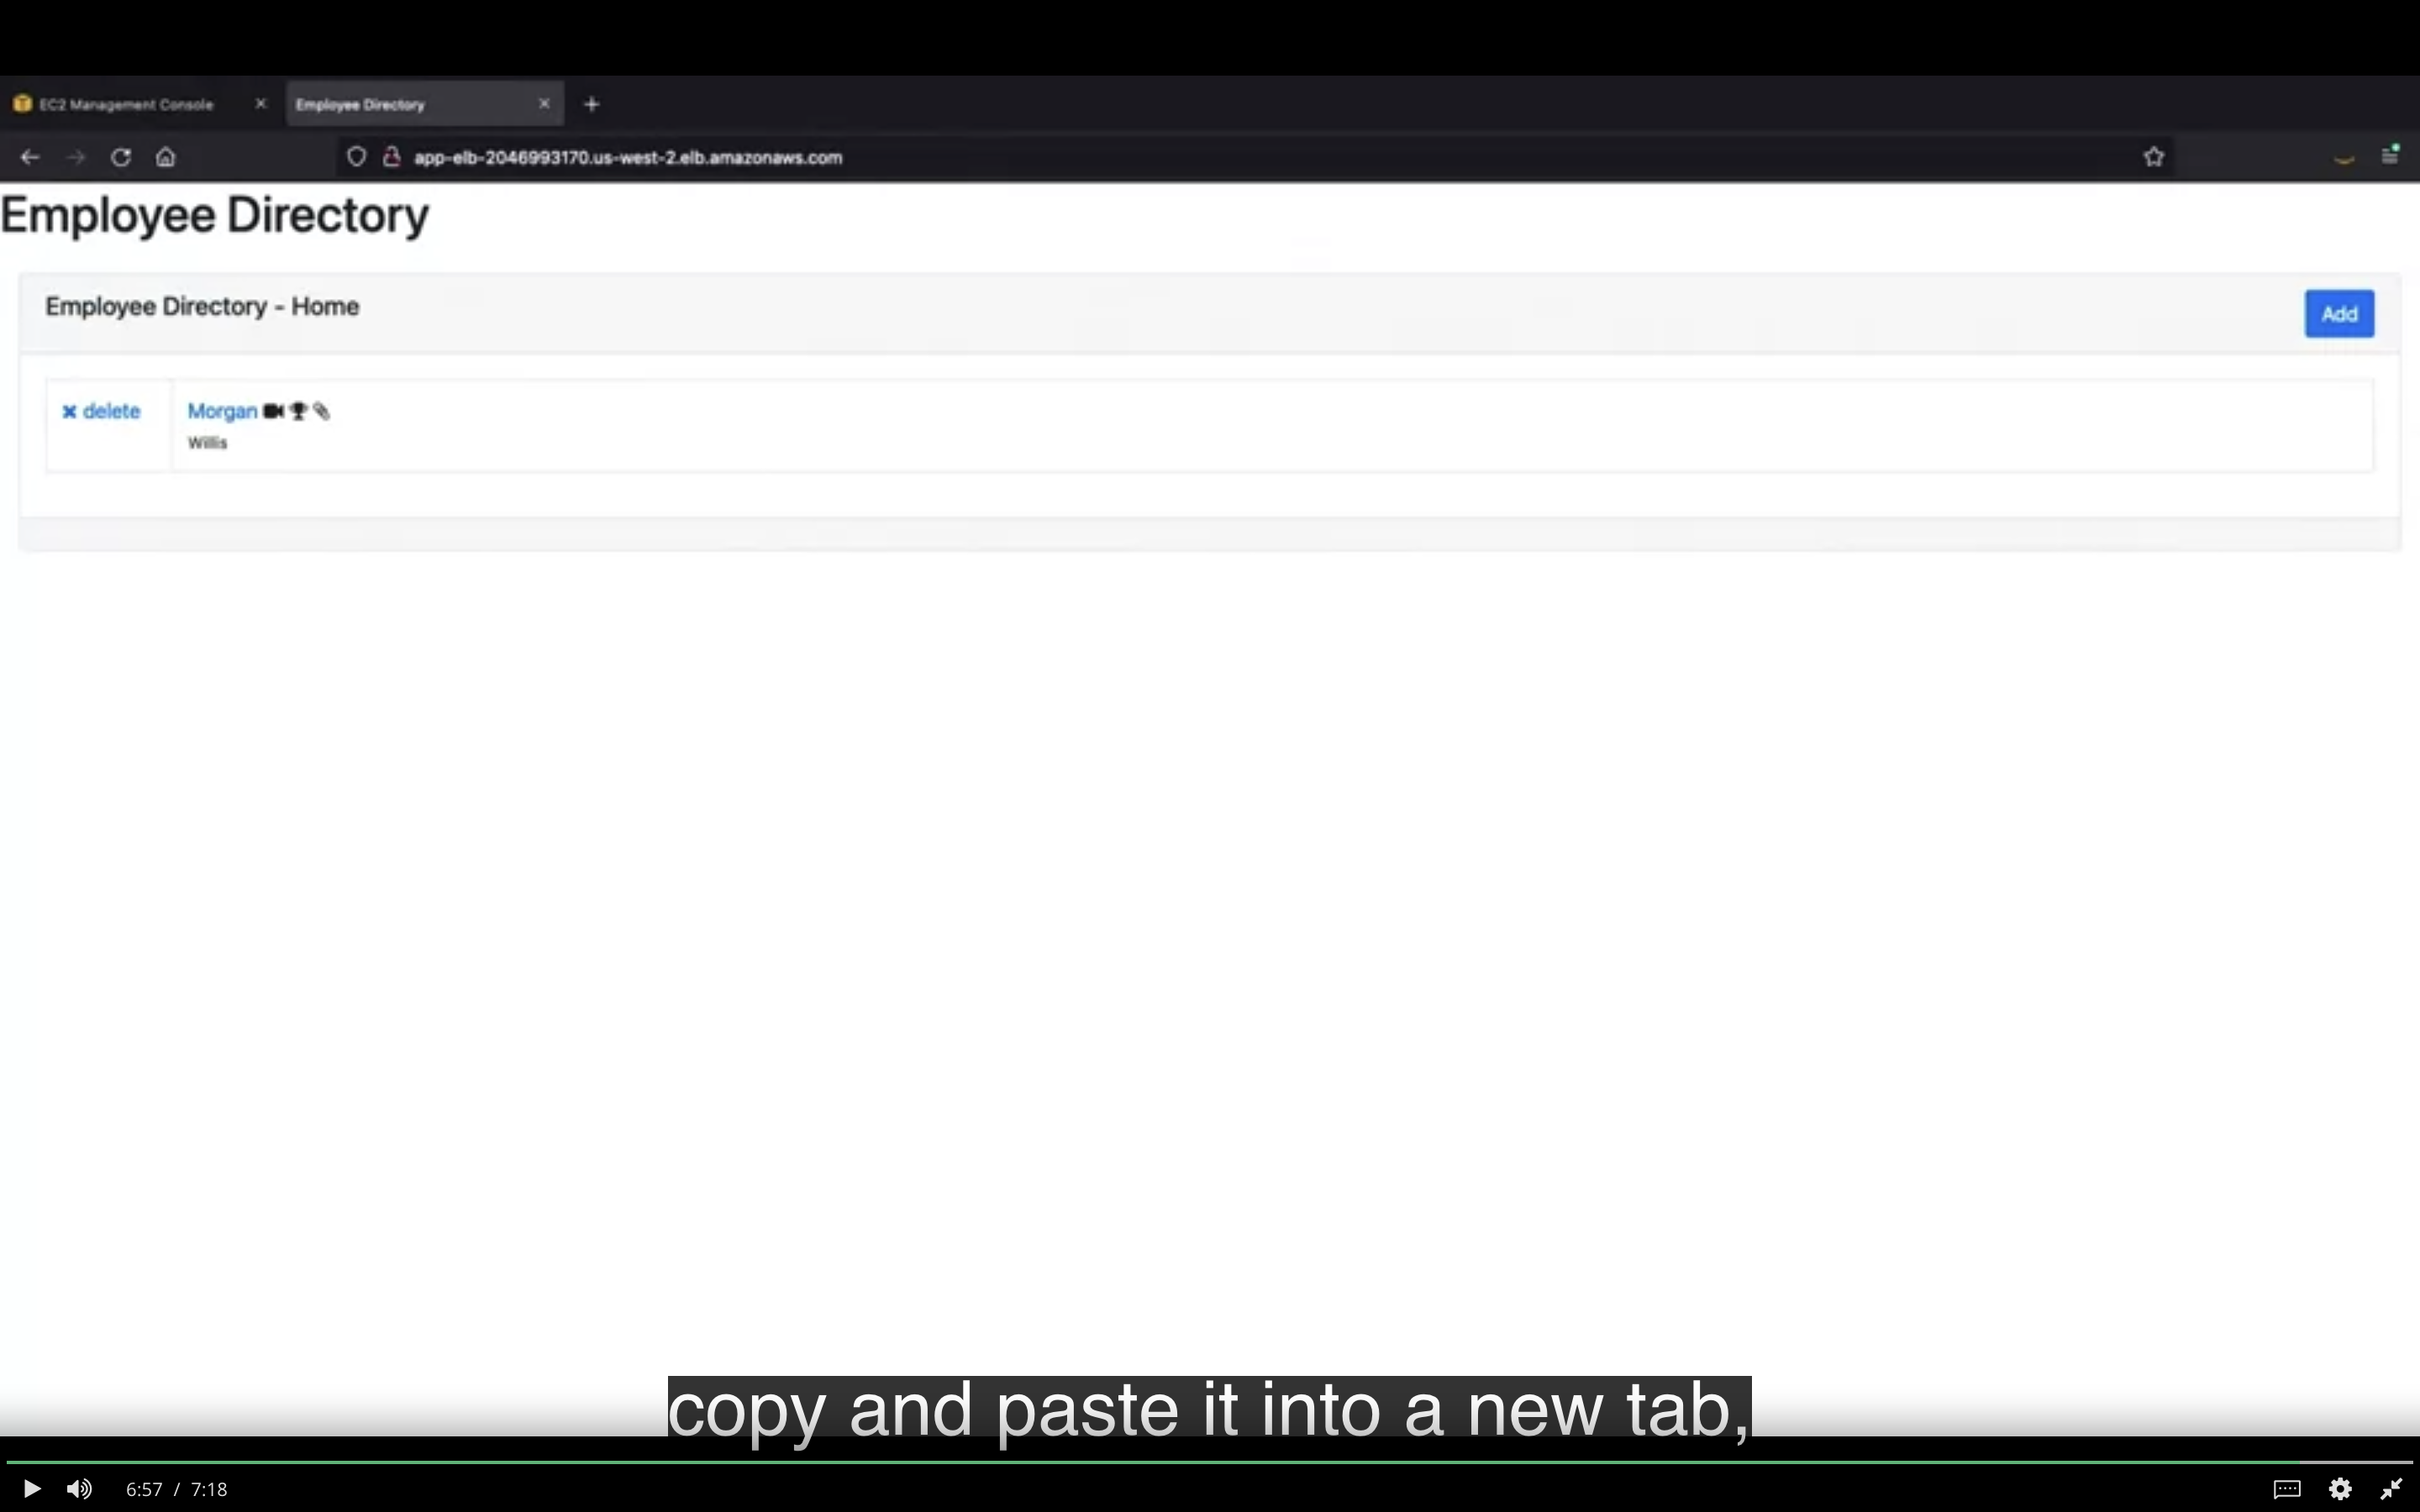 EC2 Management Console
Employee Directory
app-elb-2046993170.us-west-2.elb.amazonaws.com
Employee Directory
Employee Directory - Home
Add
delete
Morgan
Willis
copy and paste it into a new tab,
6:57 / 7:18